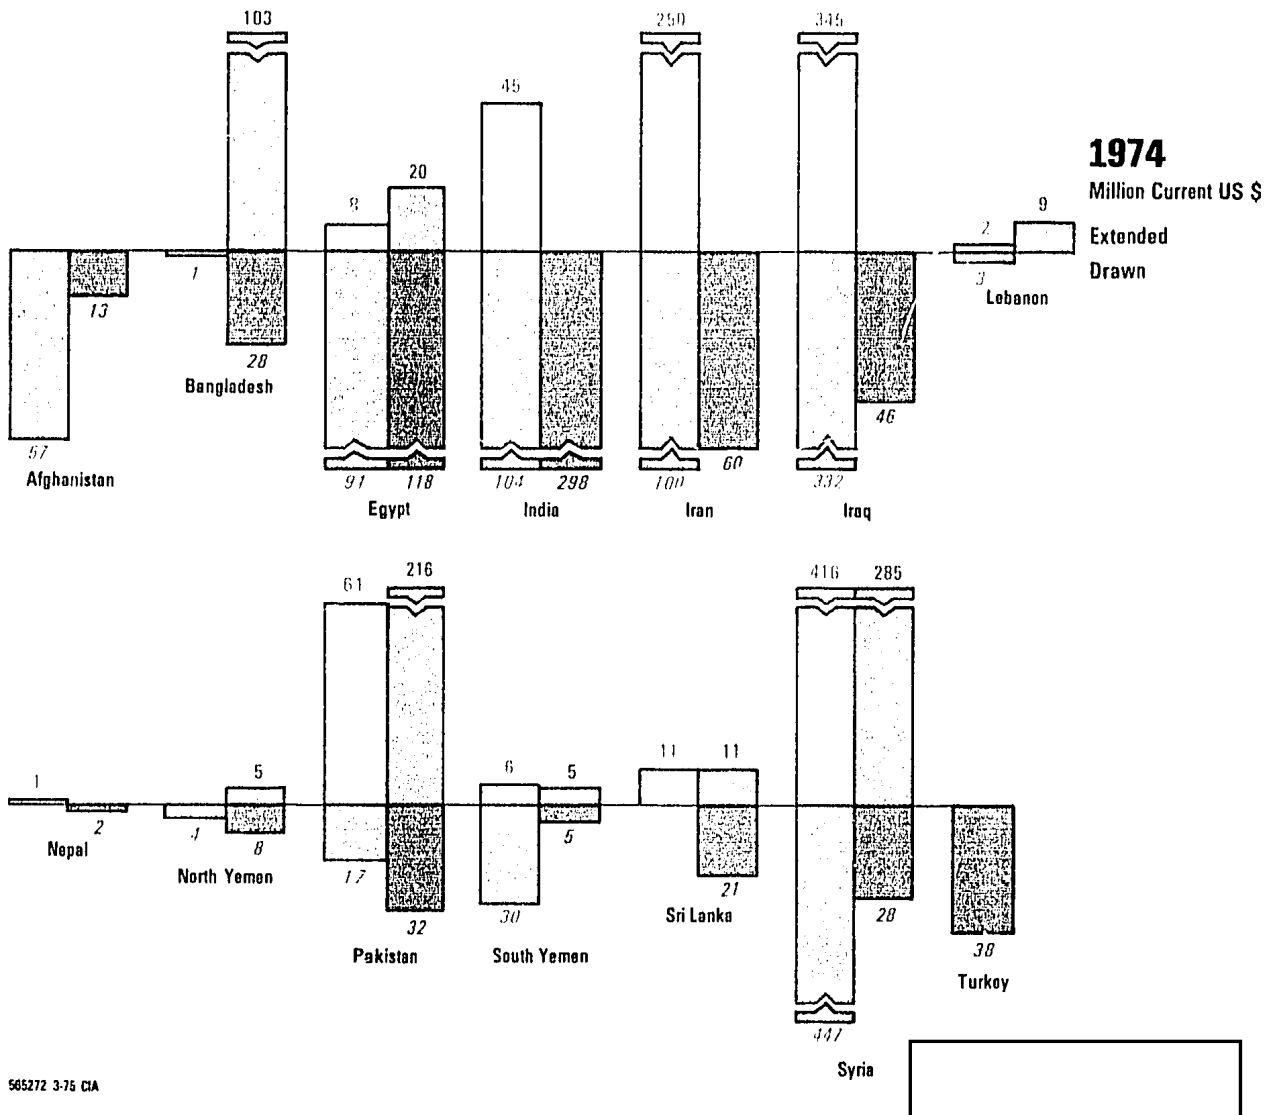 103
250
345
45
1974
Million Current US $
8
20
2
9
Extended
Drawn
1
13
3
Lebanon
28
Bangladesh
46
57
60
Afghanistan
91
118
104
298
100
332
Egypt
India
Iran
Iraq
61
216
416
285
1
5
6
5
11
11
2
4
8
5
Nepal
North Yemen
17
21
30
28
32
Sri Lanka
38
Pakistan
South Yemen
Turkey
447
Syria
565272 3-75 CIA